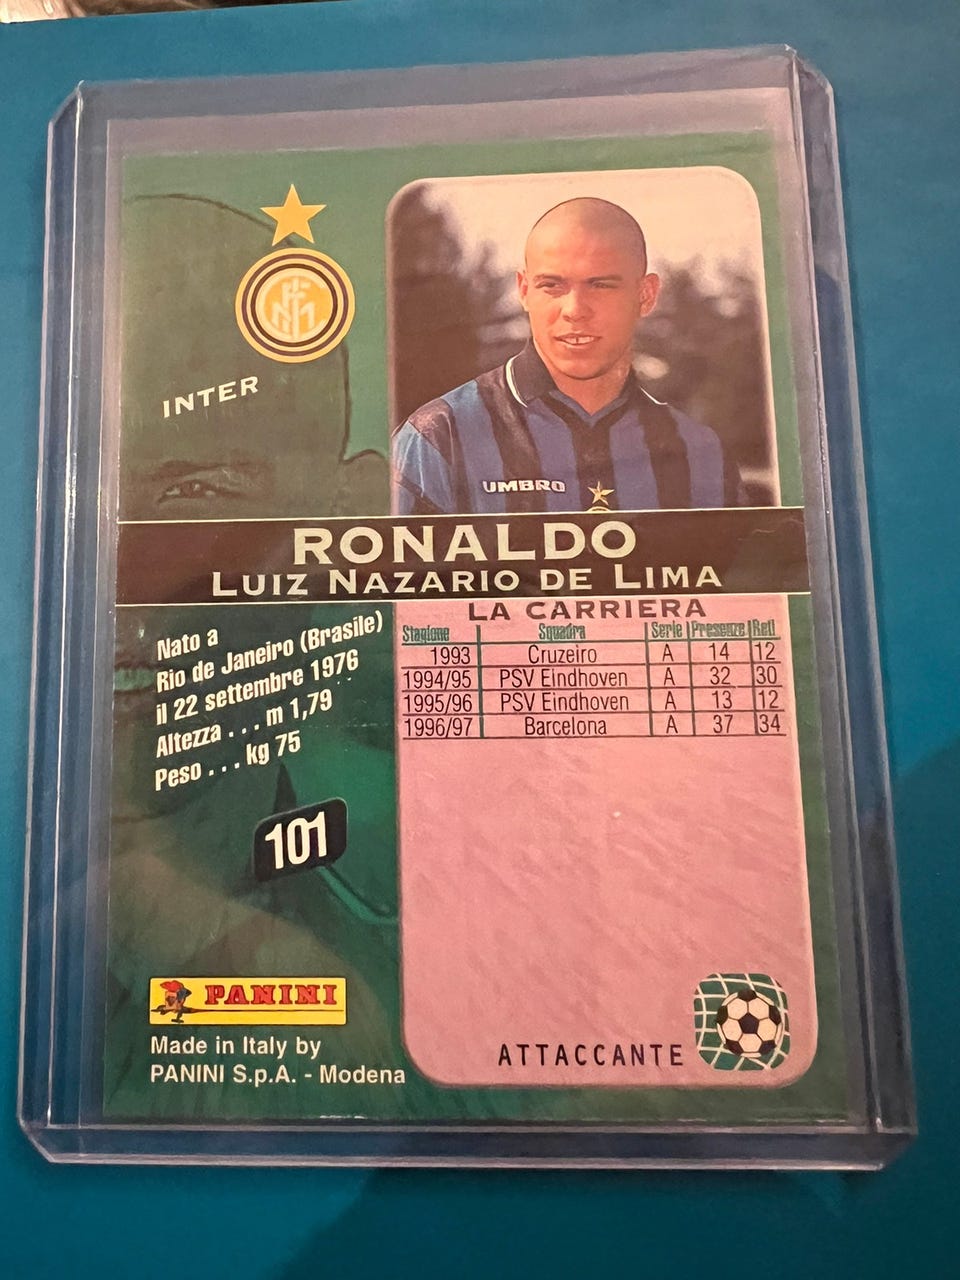 INTER
UMBRO
RONALDO
LUIZ NAZARIO DE LIMA
Nato a
Rio de Janeiro (Brasile)
il 22 settembre 1976
Altezza . . . m 1,79
Peso . . . kg 75
101
LA CARRIERA
Stagione Squadra Serie Presenze Reti
1993 Cruzeiro A 14 12
1994/95 PSV Eindhoven A 32 30
1995/96 PSV Eindhoven A 13 12
1996/97 Barcelona A 37 34
PANINI
Made in Italy by
PANINI S.p.A. - Modena
ATTACCANTE